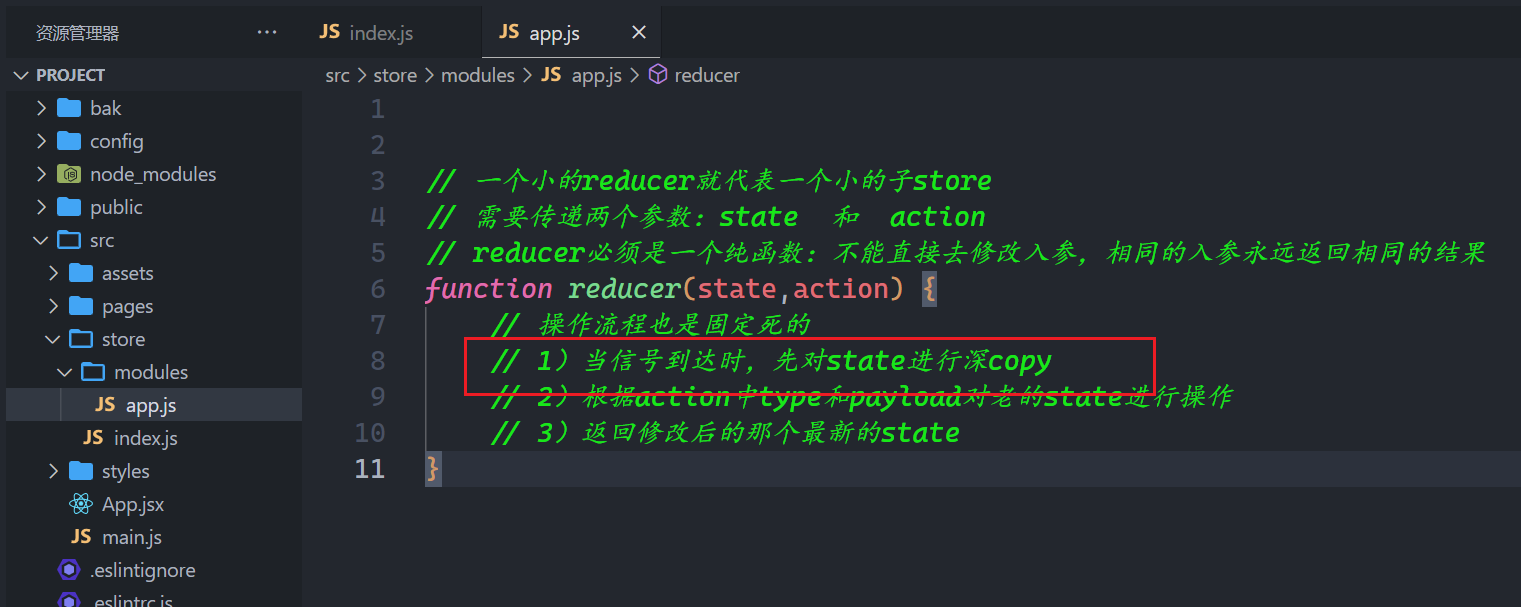 资源管理器 ···
JS index.js
JS app.js
PROJECT
src > store > modules > JS app.js > reducer
bak
config
node_modules
public
src
assets
pages
store
modules
JS app.js
JS index.js
styles
App.jsx
JS main.js
.eslintignore
.eslintrc.js
1
2
3 // 一个小的reducer就代表一个小的子store
4 // 需要传递两个参数：state 和 action
5 // reducer必须是一个纯函数：不能直接去修改入参，相同的入参永远返回相同的结果
6 function reducer(state,action) {
7 // 操作流程也是固定死的
8 // 1）当信号到达时，先对state进行深copy
9 // 2）根据action中type和payload对老的state进行操作
10 // 3）返回修改后的那个最新的state
11 }